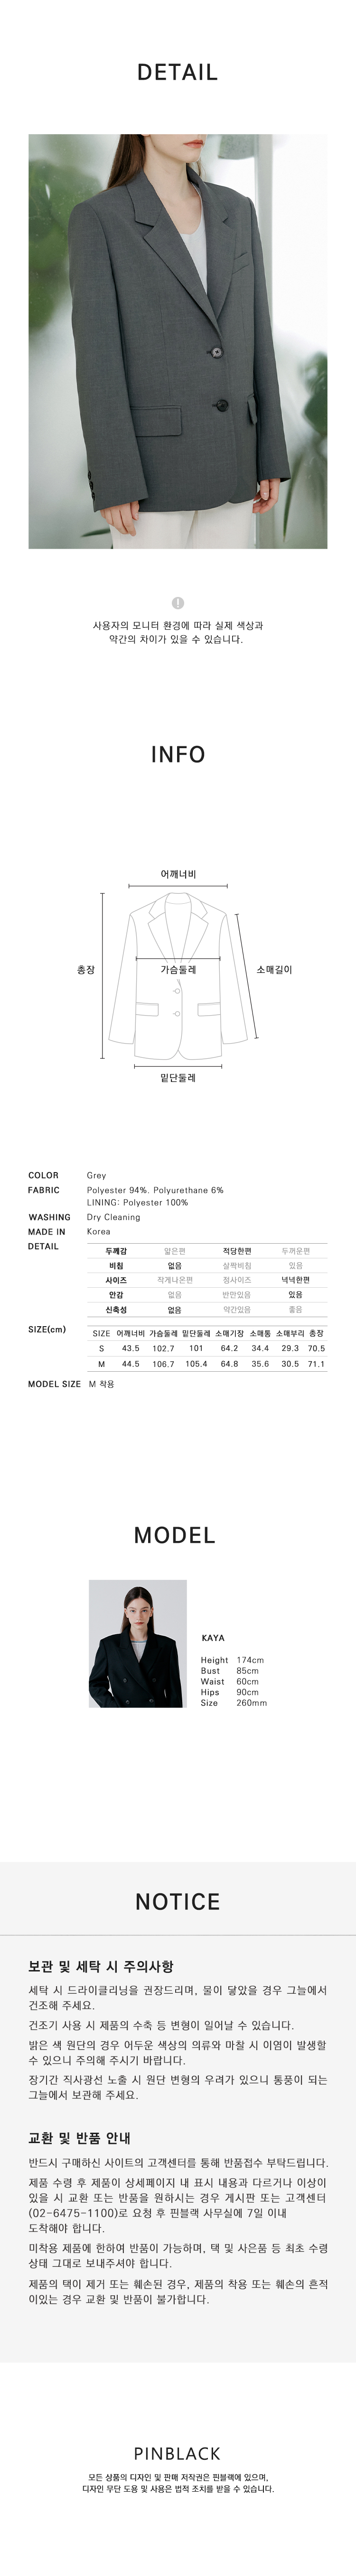 DETAIL
사용자의 모니터 환경에 따라 실제 색상과
약간의 차이가 있을 수 있습니다.
INFO
어깨너비
총장
가슴둘레
소매길이
밑단둘레
COLOR Grey
FABRIC Polyester 94%. Polyurethane 6%
LINING: Polyester 100%
WASHING Dry Cleaning
MADE IN Korea
DETAIL
두께감 얇은편 적당한편 두꺼운편
비침 없음 살짝비침 있음
사이즈 작게나온편 정사이즈 넉넉한편
안감 없음 반만있음 있음
신축성 없음 약간있음 좋음
SIZE(cm)
SIZE 어깨너비 가슴둘레 밑단둘레 소매기장 소매통 소매부리 총장
S 43.5 102.7 101 64.2 34.4 29.3 70.5
M 44.5 106.7 105.4 64.8 35.6 30.5 71.1
MODEL SIZE M 착용
MODEL
KAYA
Height 174cm
Bust 85cm
Waist 60cm
Hips 90cm
Size 260mm
NOTICE
보관 및 세탁 시 주의사항
세탁 시 드라이클리닝을 권장드리며, 물이 닿았을 경우 그늘에서
건조해 주세요.
건조기 사용 시 제품의 수축 등 변형이 일어날 수 있습니다.
밝은 색 원단의 경우 어두운 색상의 의류와 마찰 시 이염이 발생할
수 있으니 주의해 주시기 바랍니다.
장기간 직사광선 노출 시 원단 변형의 우려가 있으니 통풍이 되는
그늘에서 보관해 주세요.
교환 및 반품 안내
반드시 구매하신 사이트의 고객센터를 통해 반품접수 부탁드립니다.
제품 수령 후 제품이 상세페이지 내 표시 내용과 다르거나 이상이
있을 시 교환 또는 반품을 원하시는 경우 게시판 또는 고객센터
(02-6475-1100)로 요청 후 핀블랙 사무실에 7일 이내
도착해야 합니다.
미착용 제품에 한하여 반품이 가능하며, 택 및 사은품 등 최초 수령
상태 그대로 보내주셔야 합니다.
제품의 택이 제거 또는 훼손된 경우, 제품의 착용 또는 훼손의 흔적
이있는 경우 교환 및 반품이 불가합니다.
PINBLACK
모든 상품의 디자인 및 판매 저작권은 핀블랙에 있으며,
디자인 무단 도용 및 사용은 법적 조치를 받을 수 있습니다.